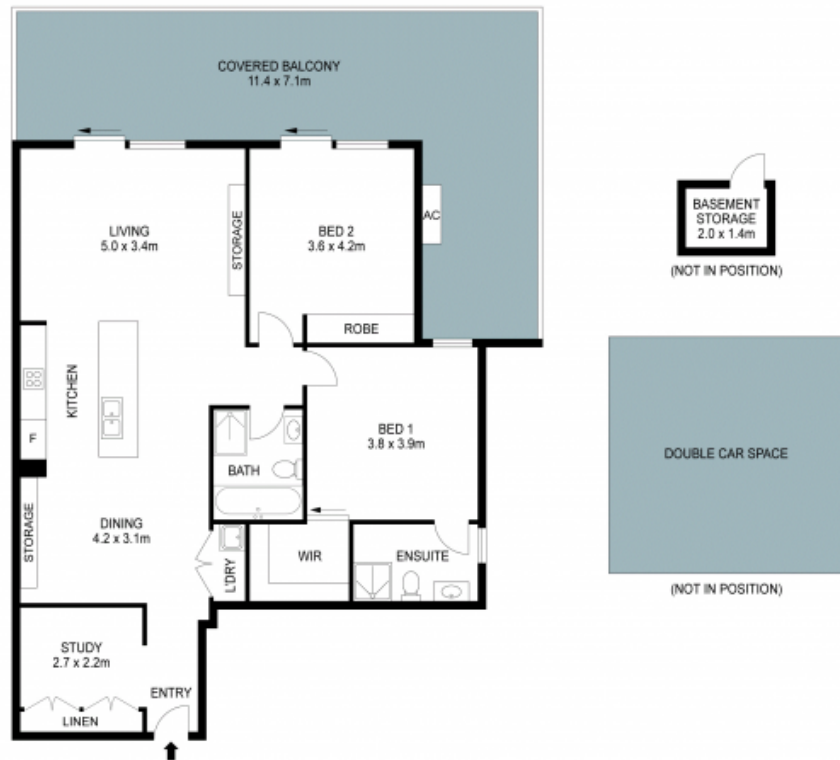 COVERED BALCONY
11.4 x 7.1m
LIVING
5.0 x 3.4m
STORAGE
BED 2
3.6 x 4.2m
AC
ROBE
BASEMENT
STORAGE
2.0 x 1.4m
(NOT IN POSITION)
KITCHEN
F
BED 1
3.8 x 3.9m
BATH
DOUBLE CAR SPACE
(NOT IN POSITION)
STORAGE
DINING
4.2 x 3.1m
L'DRY
WIR
ENSUITE
STUDY
2.7 x 2.2m
ENTRY
LINEN